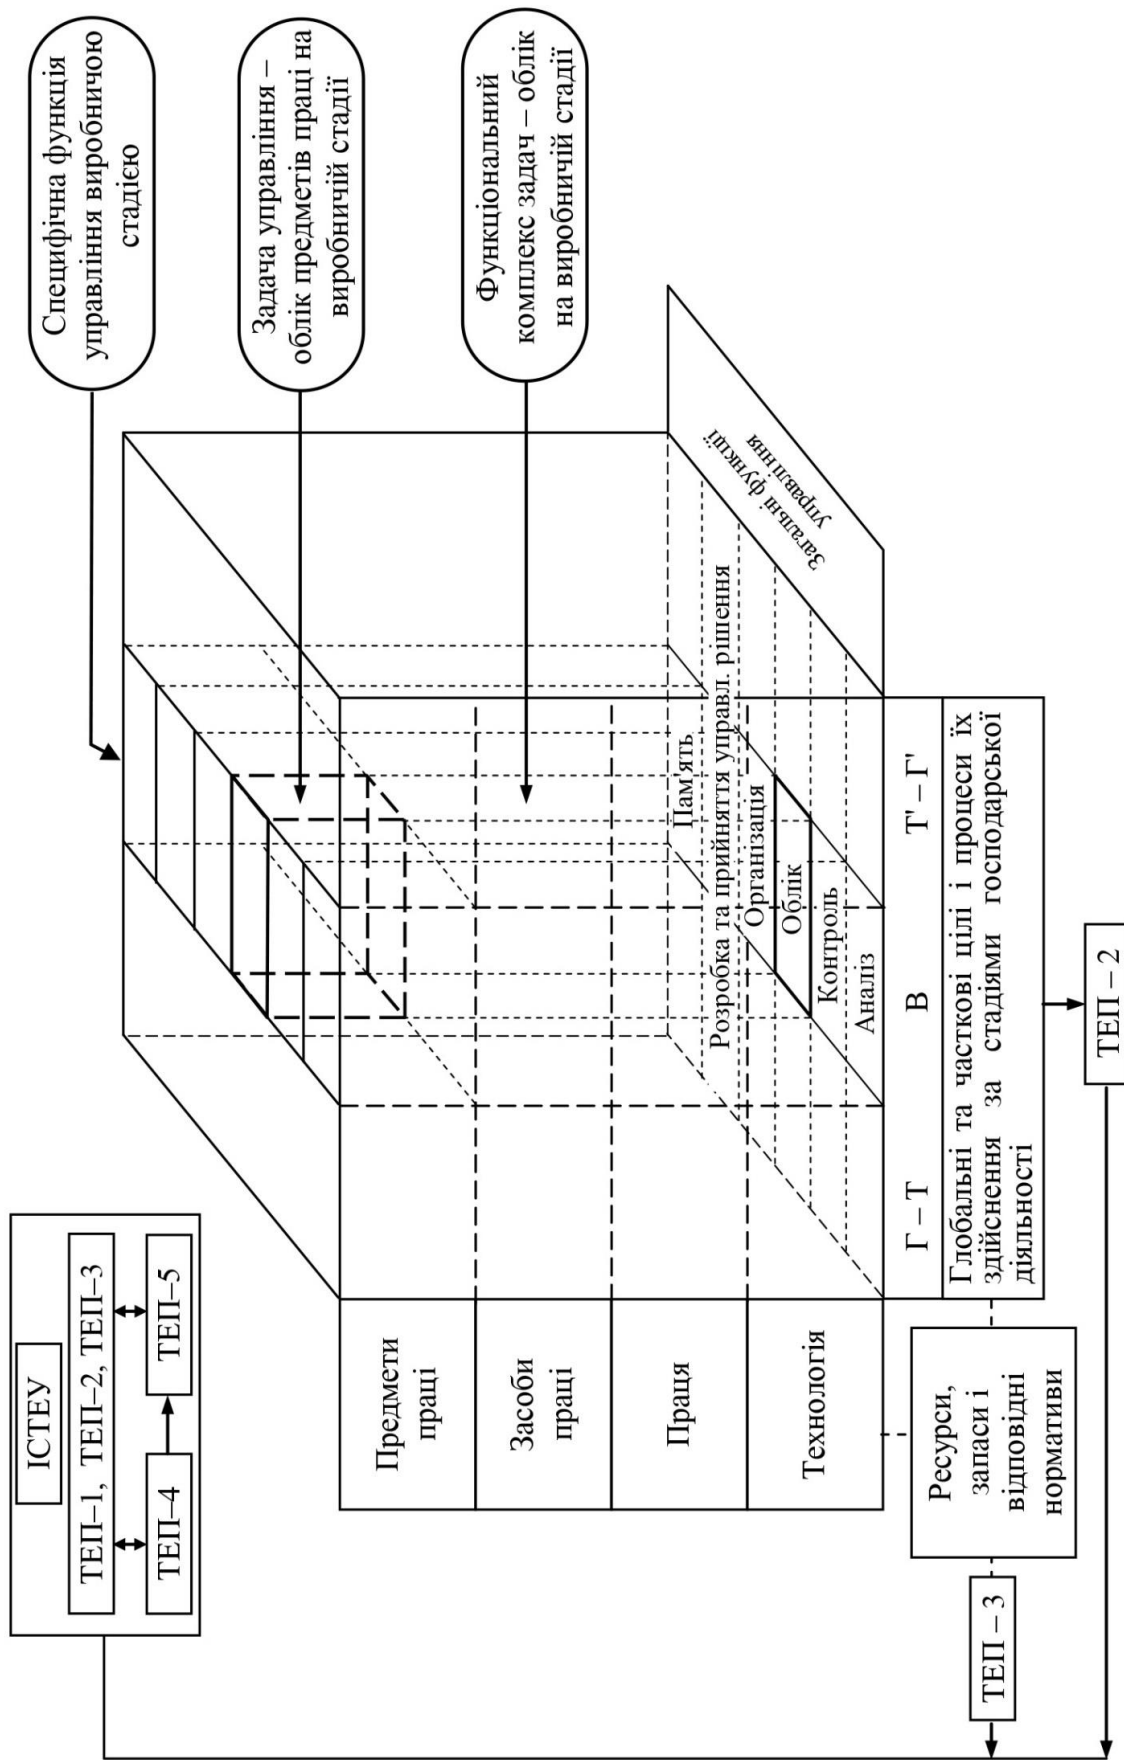 ІСТЕУ
ТЕП–1, ТЕП–2, ТЕП–3
ТЕП–4
ТЕП–5
Специфічна функція
управління виробничою
стадією
Задача управління –
облік предметів праці на
виробничій стадії
Функціональний
комплекс задач – облік
на виробничій стадії
Предмети
праці
Засоби
праці
Праця
Технологія
Пам'ять
Розробка та прийняття управл. рішення
Організація
Облік
Контроль
Аналіз
Загальні функції
управління
Г – Т
В
Т' – Г'
Глобальні та часткові цілі і процеси їх
здійснення за стадіями господарської
діяльності
Ресурси,
запаси і
відповідні
нормативи
ТЕП – 3
ТЕП – 2